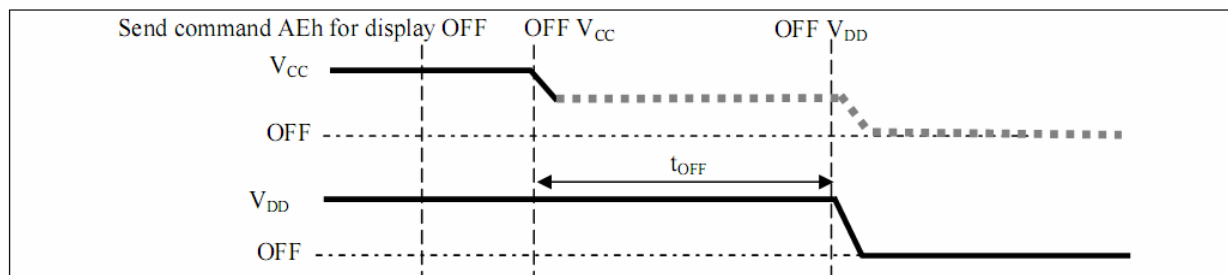 Send command AEh for display OFF OFF VCC OFF VDD
VCC
OFF
tOFF
VDD
OFF